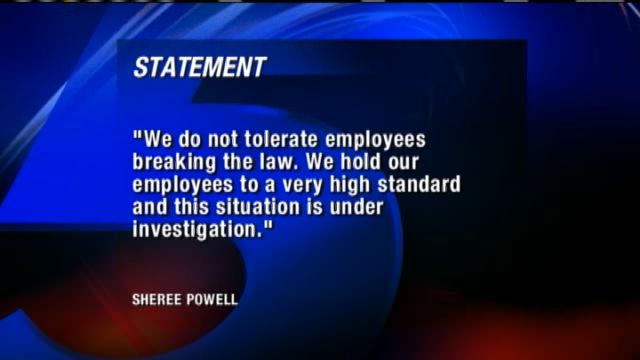 STATEMENT
"We do not tolerate employees
breaking the law. We hold our
employees to a very high standard
and this situation is under
investigation."
SHEREE POWELL